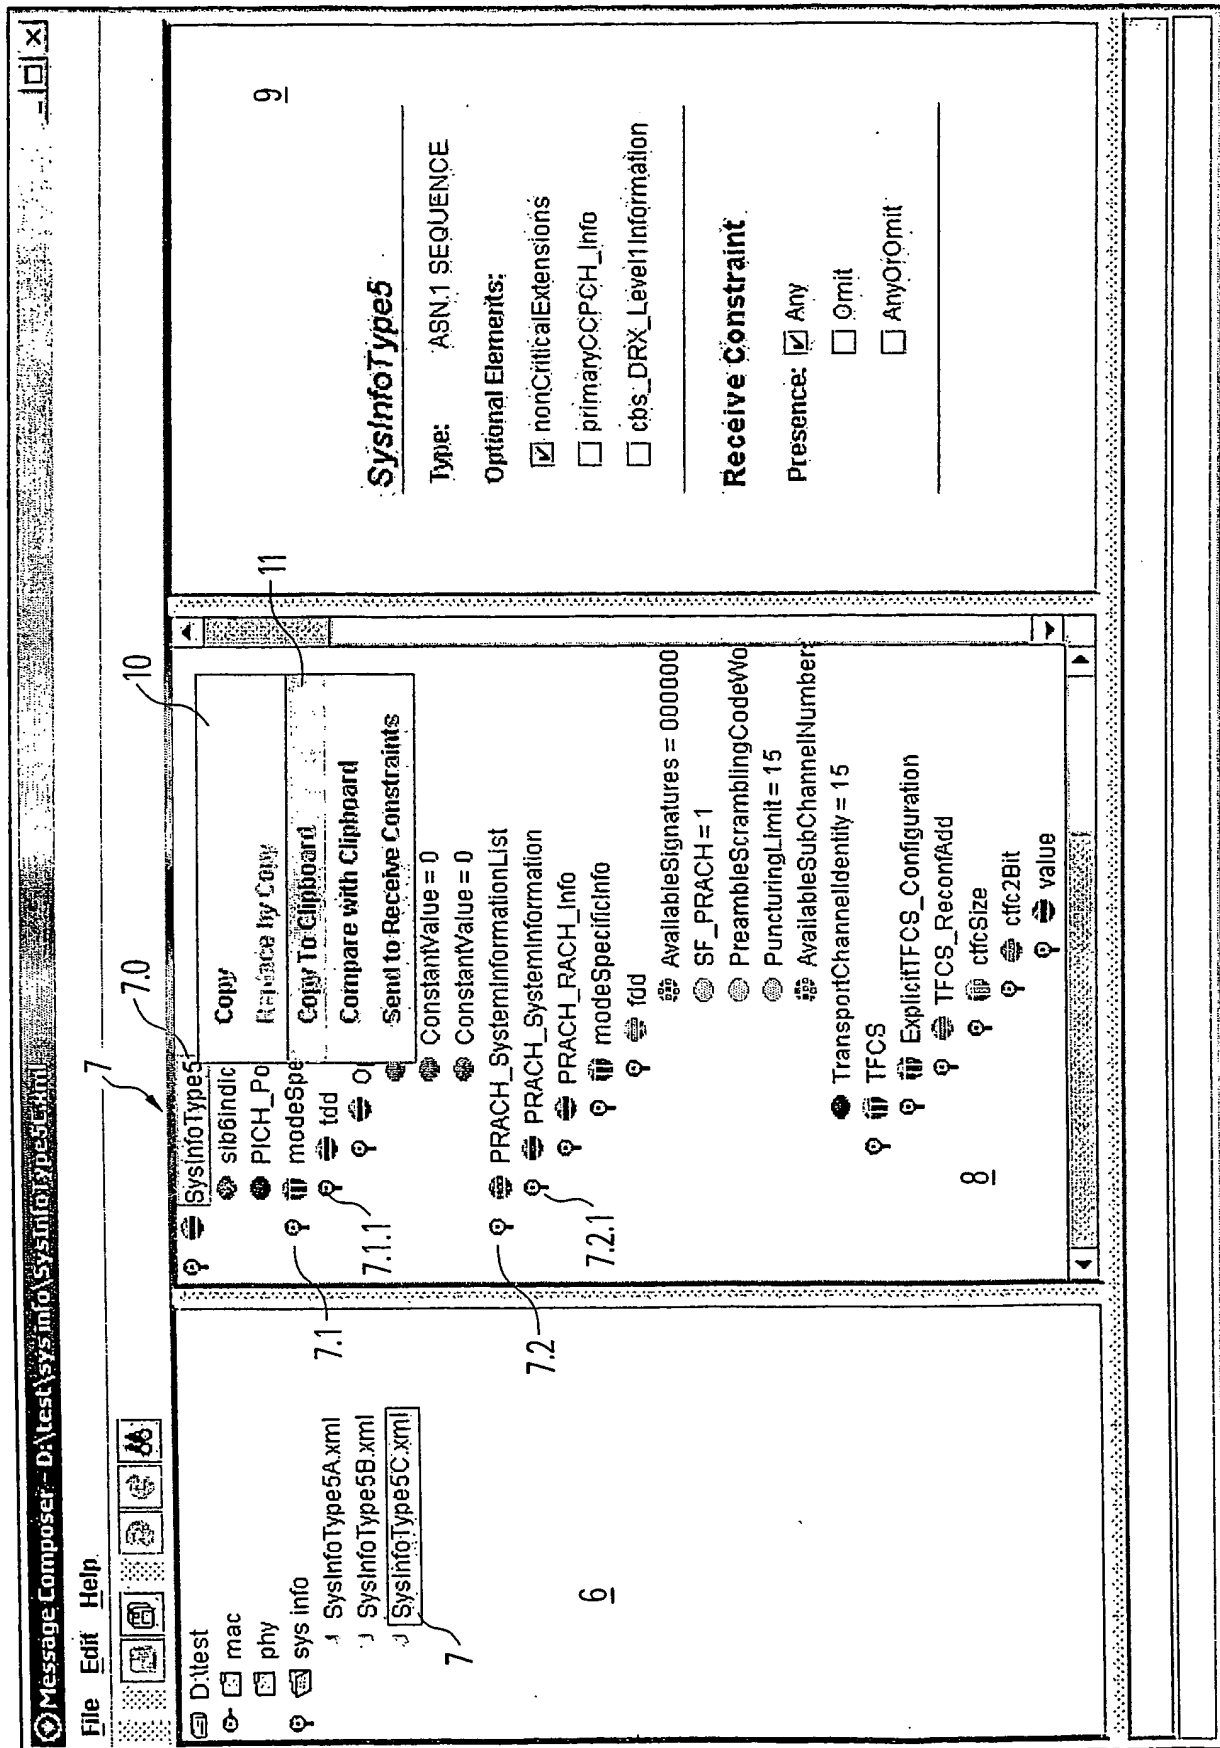 Message Composer - D:\test\sysinfo\SysInfoType5C.xml
File Edit Help
D:\test
mac
phy
sys info
SysInfoType5A.xml
SysInfoType5B.xml
SysInfoType5C.xml
7
6
7
7.0
10
SysInfoType5
sib6indic
PICH_Po
modeSpe
tdd
Copy
Replace by Copy
Copy To Clipboard
Compare with Clipboard
Send to Receive Constraints
11
7.1
7.1.1
ConstantValue = 0
ConstantValue = 0
7.2
7.2.1
PRACH_SystemInformationList
PRACH_SystemInformation
PRACH_RACH_Info
modeSpecificInfo
fdd
AvailableSignatures = 000000
SF_PRACH = 1
PreambleScramblingCodeWo
PuncturingLimit = 15
AvailableSubChannelNumber
TransportChannelIdentity = 15
TFCS
ExplicitTFCS_Configuration
TFCS_ReconfAdd
ctfcSize
ctfc2Bit
value
8
9
SysInfoType5
Type: ASN.1 SEQUENCE
Optional Elements:
nonCriticalExtensions
primaryCCPCH_Info
cbs_DRX_Level1Information
Receive Constraint
Presence: Any
Omit
AnyOrOmit